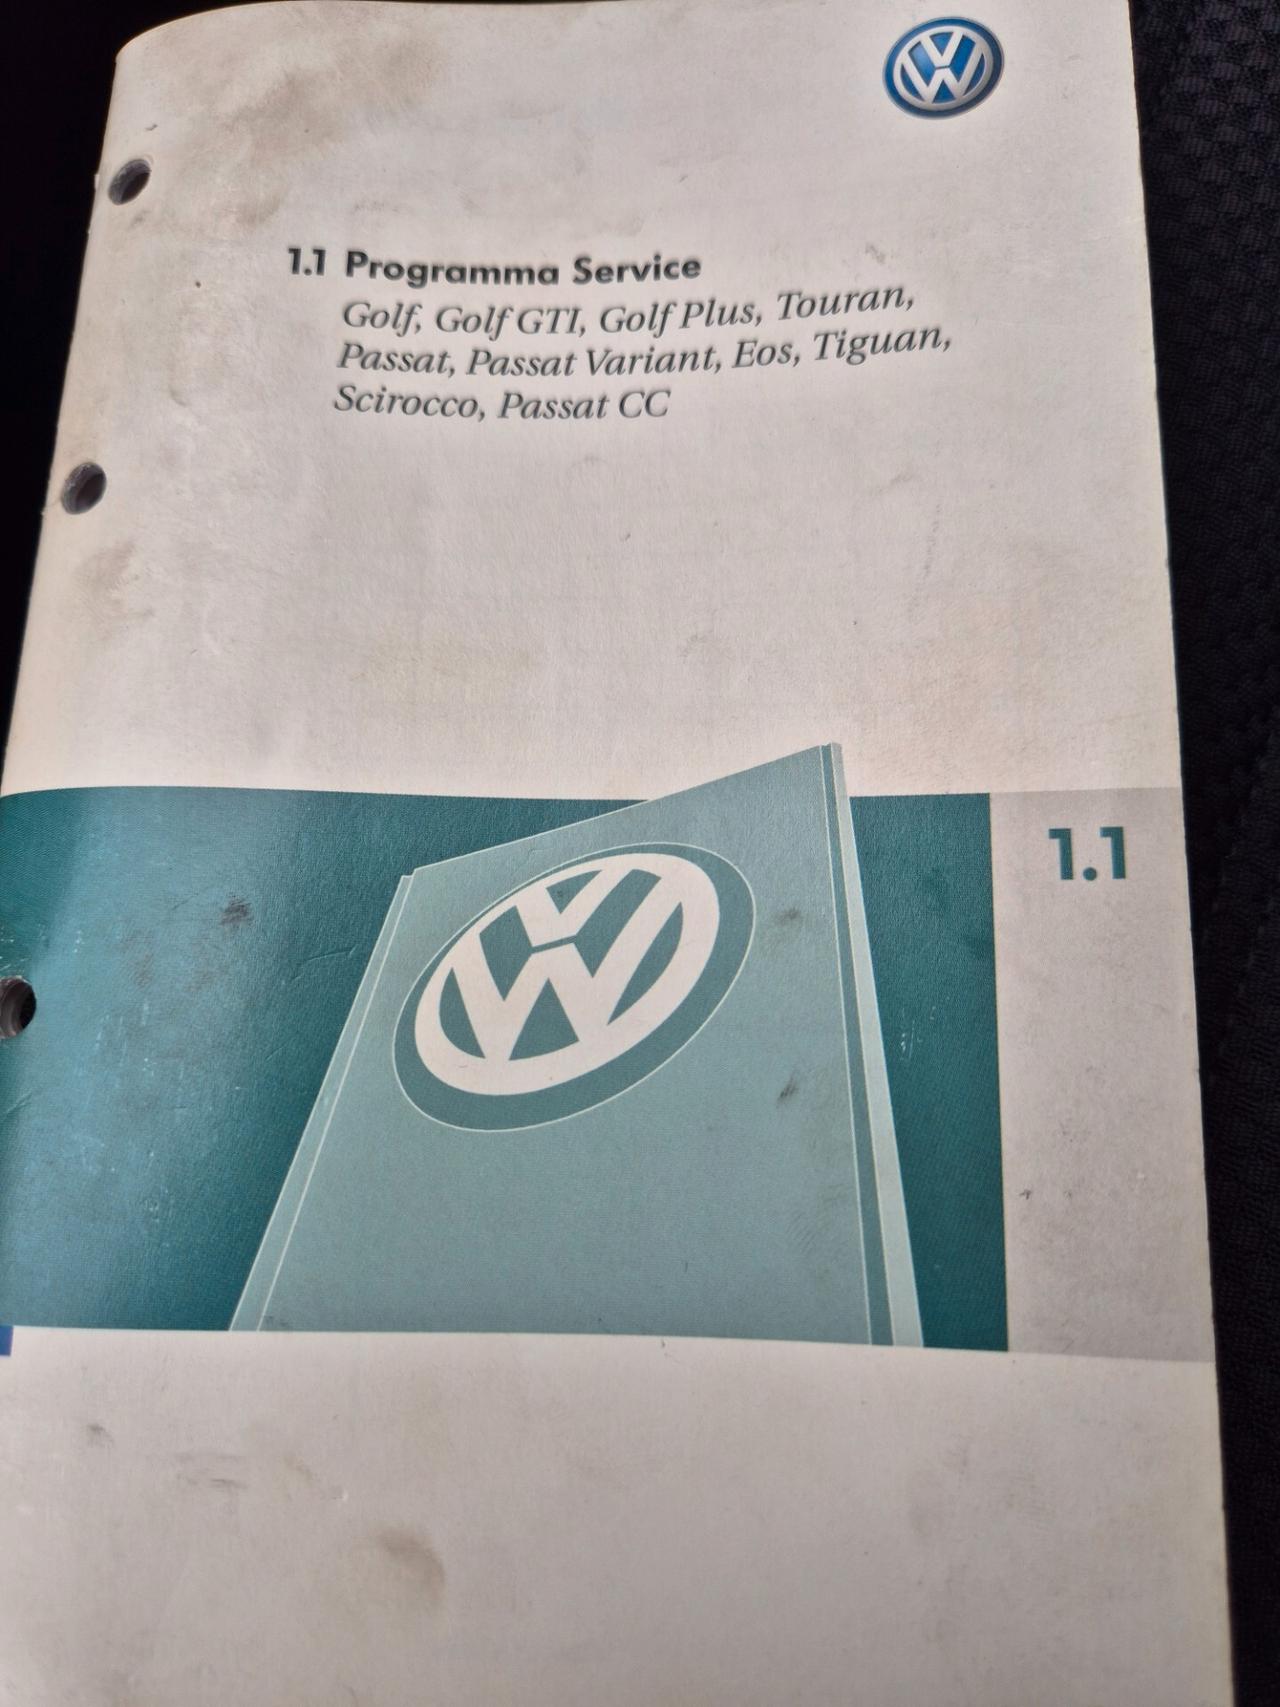 1.1 Programma Service
Golf, Golf GTI, Golf Plus, Touran,
Passat, Passat Variant, Eos, Tiguan,
Scirocco, Passat CC
1.1